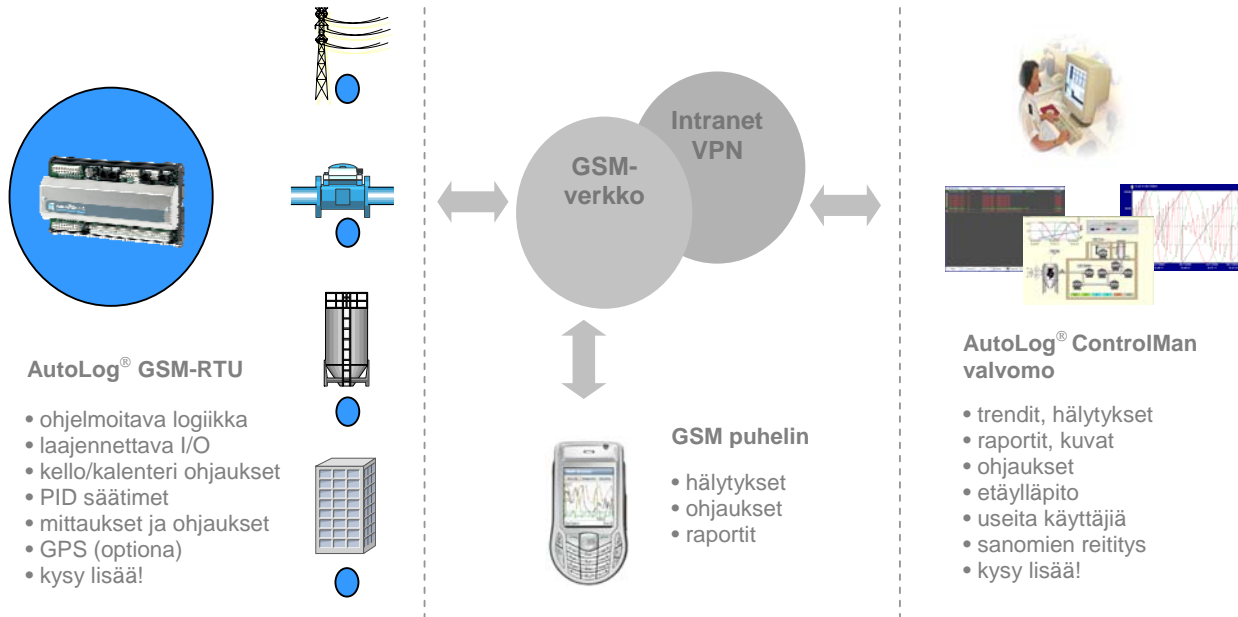 AutoLog® GSM-RTU
• ohjelmoitava logiikka
• laajennettava I/O
• kello/kalenteri ohjaukset
• PID säätimet
• mittaukset ja ohjaukset
• GPS (optiona)
• kysy lisää!
GSM-
verkko
Intranet
VPN
GSM puhelin
• hälytykset
• ohjaukset
• raportit
AutoLog® ControlMan
valvomo
• trendit, hälytykset
• raportit, kuvat
• ohjaukset
• etäylläpito
• useita käyttäjiä
• sanomien reititys
• kysy lisää!